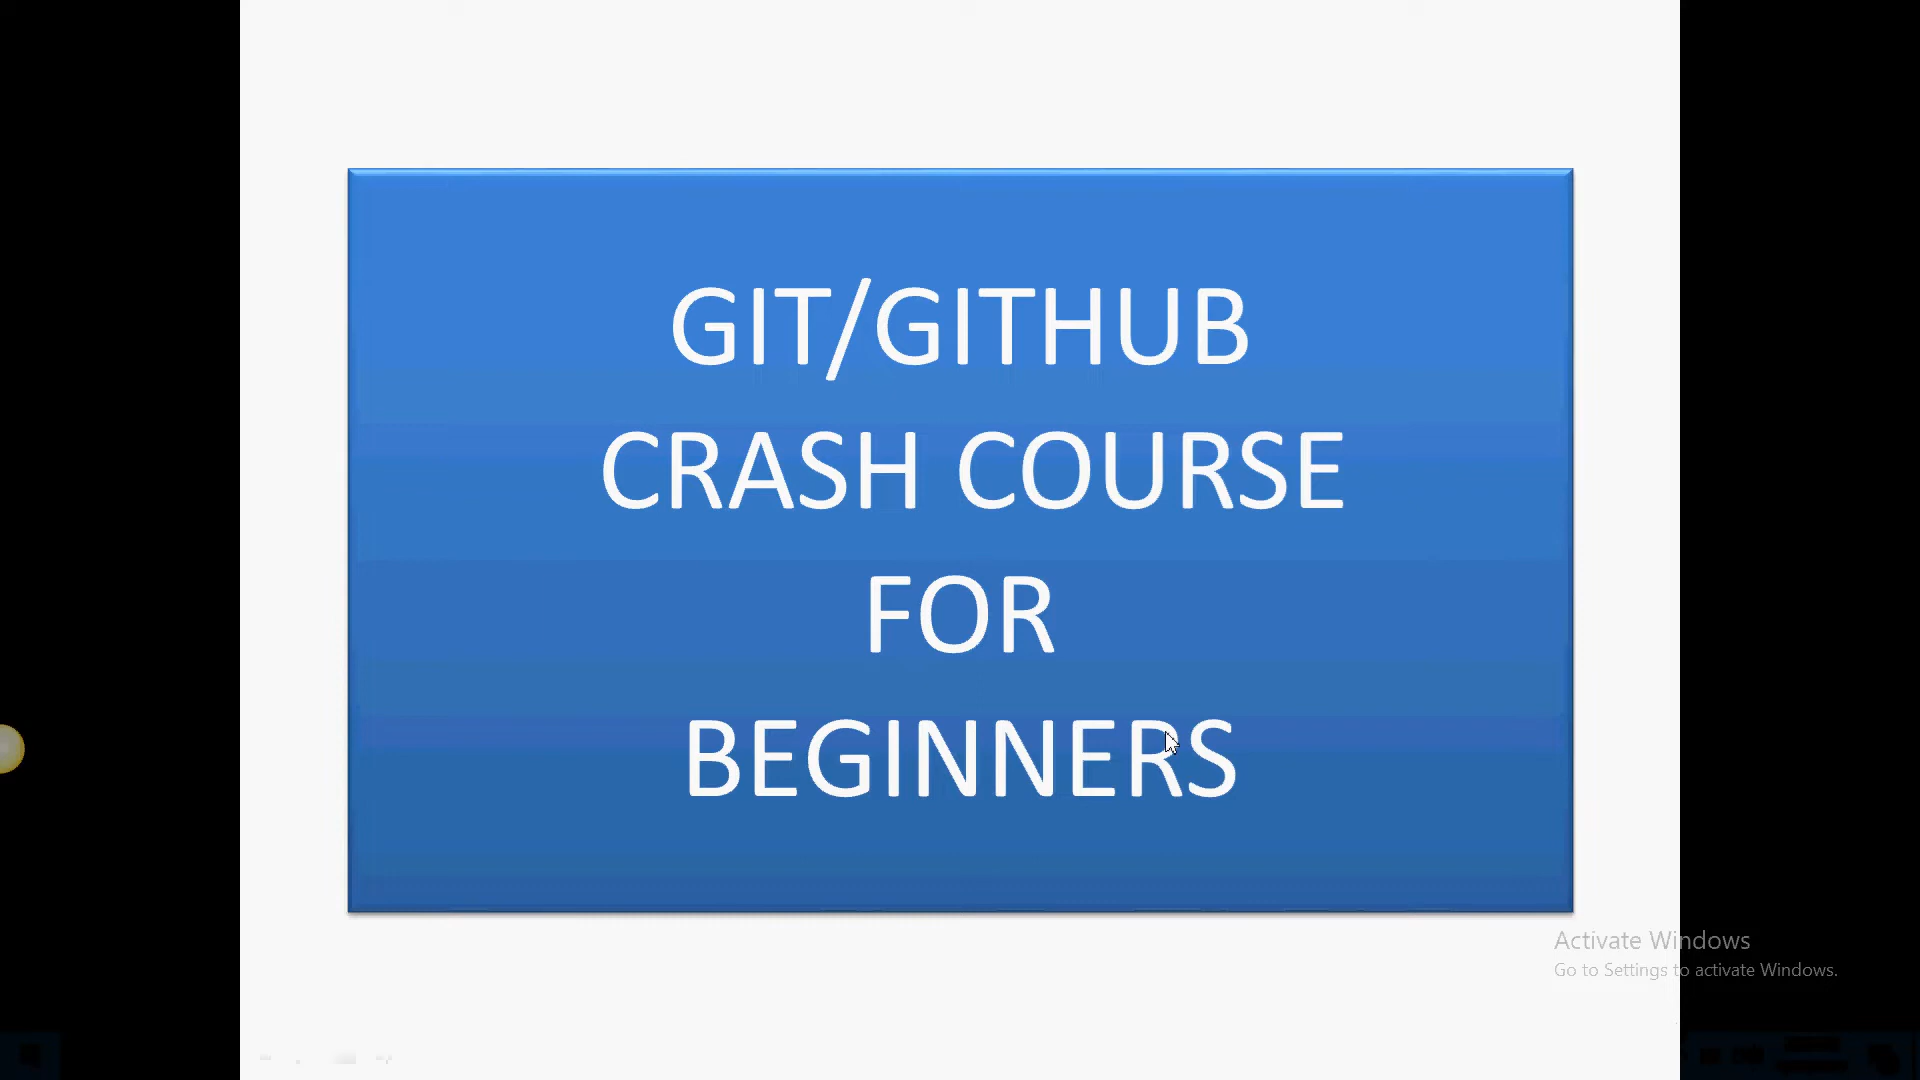 GIT/GITHUB
CRASH COURSE
FOR
BEGINNERS
Activate Windows
Go to Settings to activate Windows.